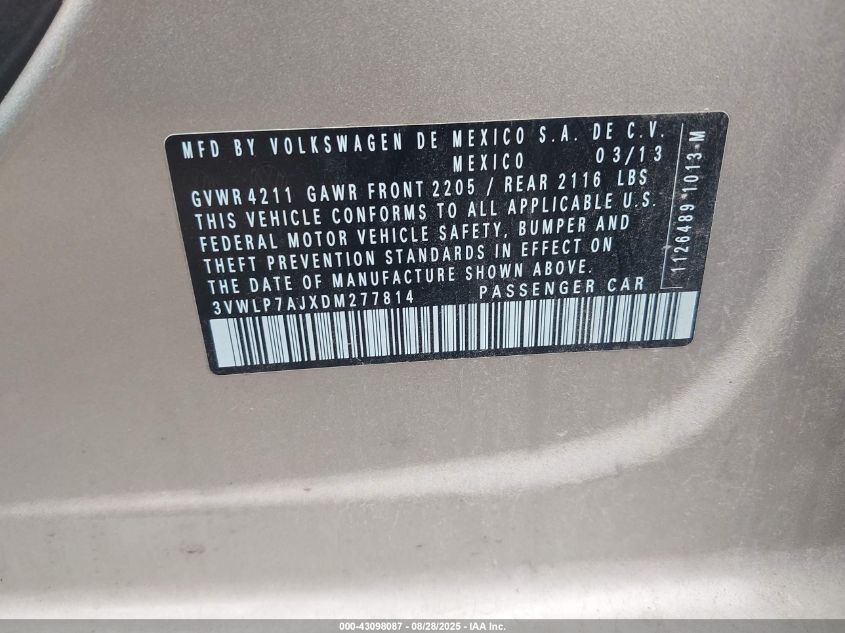 MFD BY VOLKSWAGEN DE MEXICO S.A. DE C.V.
MEXICO 03/13
GVWR 4211 GAWR FRONT 2205 / REAR 2116 LBS
THIS VEHICLE CONFORMS TO ALL APPLICABLE U.S.
FEDERAL MOTOR VEHICLE SAFETY, BUMPER AND
THEFT PREVENTION STANDARDS IN EFFECT ON
THE DATE OF MANUFACTURE SHOWN ABOVE.
3VWLP7AJXDM277814 PASSENGER CAR
1126489 1013 M
000-43098087 - 08/28/2025 - IAA Inc.